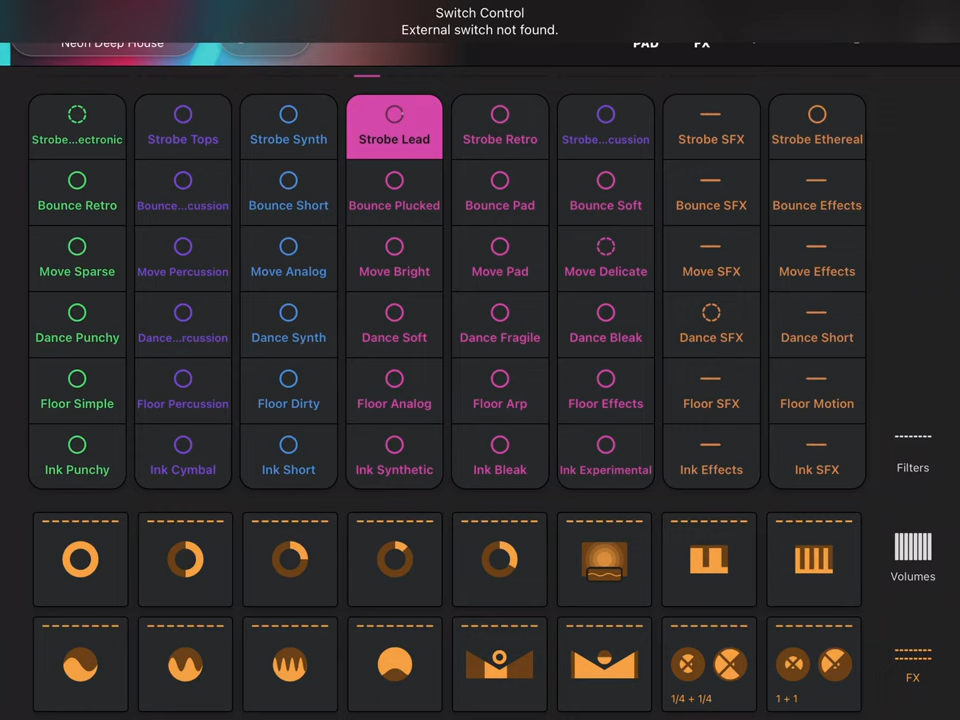 Switch Control
External switch not found.
Neon Deep House
PAD
FX
Strobe...ectronic
Strobe Tops
Strobe Synth
Strobe Lead
Strobe Retro
Strobe...cussion
Strobe SFX
Strobe Ethereal
Bounce Retro
Bounce...cussion
Bounce Short
Bounce Plucked
Bounce Pad
Bounce Soft
Bounce SFX
Bounce Effects
Move Sparse
Move Percussion
Move Analog
Move Bright
Move Pad
Move Delicate
Move SFX
Move Effects
Dance Punchy
Dance...rcussion
Dance Synth
Dance Soft
Dance Fragile
Dance Bleak
Dance SFX
Dance Short
Floor Simple
Floor Percussion
Floor Dirty
Floor Analog
Floor Arp
Floor Effects
Floor SFX
Floor Motion
Ink Punchy
Ink Cymbal
Ink Short
Ink Synthetic
Ink Bleak
Ink Experimental
Ink Effects
Ink SFX
Filters
Volumes
FX
1/4 + 1/4
1 + 1